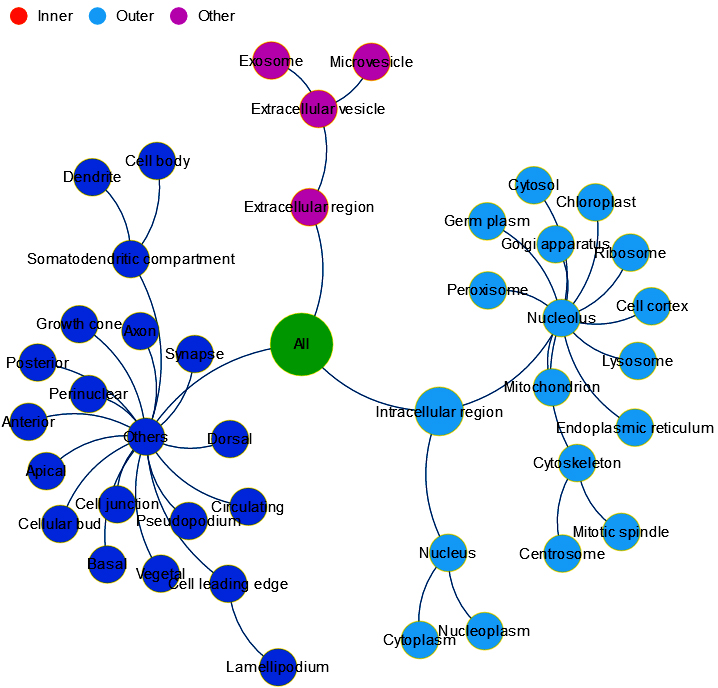 Inner
Outer
Other
Exosome
Microvesicle
Extracellular vesicle
Extracellular region
Dendrite
Cell body
Somatodendritic compartment
Growth cone
Axon
Synapse
Posterior
Perinuclear
Anterior
Others
Dorsal
Apical
Cell junction
Circulating
Cellular bud
Pseudopodium
Basal
Vegetal
Cell leading edge
Lamellipodium
All
Intracellular region
Cytosol
Chloroplast
Germ plasm
Golgi apparatus
Ribosome
Peroxisome
Cell cortex
Nucleolus
Lysosome
Mitochondrion
Endoplasmic reticulum
Cytoskeleton
Mitotic spindle
Centrosome
Nucleus
Cytoplasm
Nucleoplasm